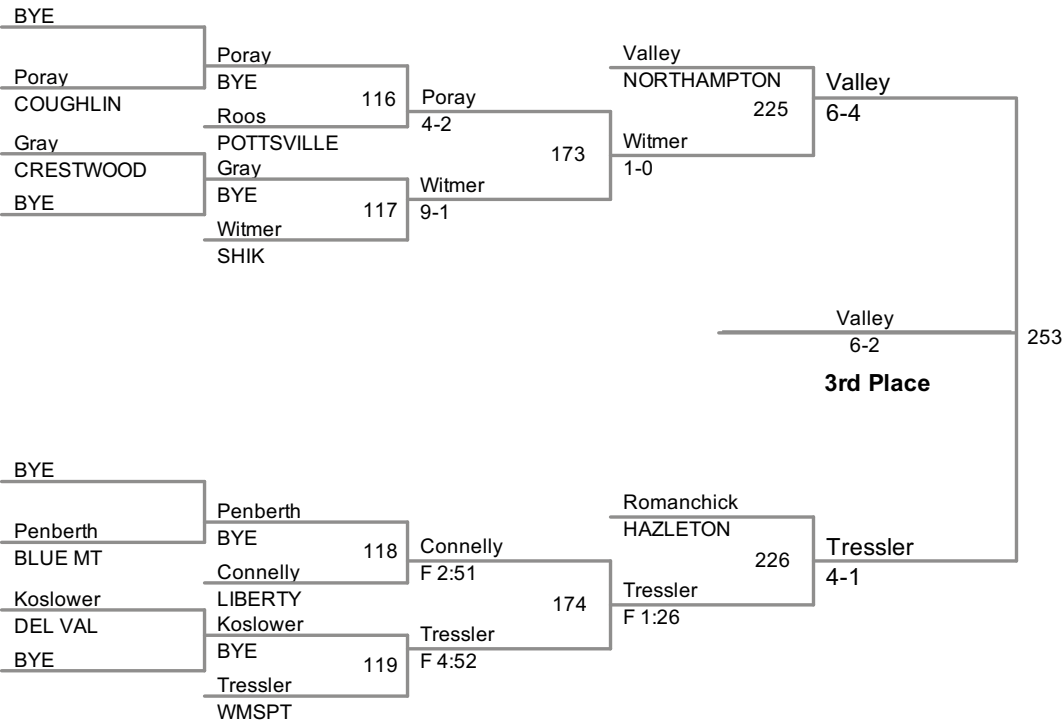 BYE
Poray
COUGHLIN
Gray
CRESTWOOD
BYE
Poray
BYE
116
Roos
POTTSVILLE
Gray
BYE
117
Witmer
SHIK
Poray
4-2
173
Witmer
9-1
Valley
NORTHAMPTON
225
Witmer
1-0
Valley
6-4
Valley
6-2
253
3rd Place
BYE
Penberth
BLUE MT
Koslower
DEL VAL
BYE
Penberth
BYE
118
Connelly
LIBERTY
Koslower
BYE
119
Tressler
WMSPT
Connelly
F 2:51
174
Tressler
F 4:52
Romanchick
HAZLETON
226
Tressler
F 1:26
Tressler
4-1